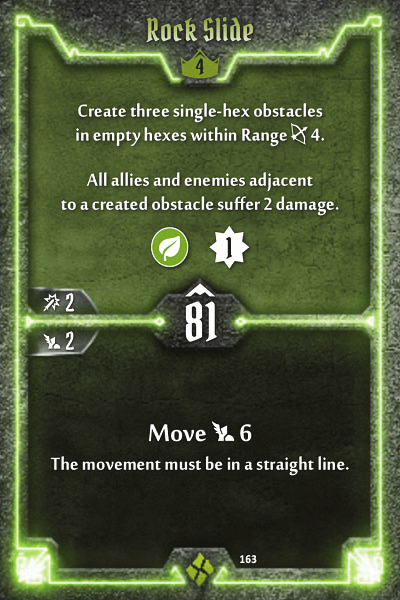 Rock Slide
4
Create three single-hex obstacles
in empty hexes within Range 4.
All allies and enemies adjacent
to a created obstacle suffer 2 damage.
1
2
81
2
Move 6
The movement must be in a straight line.
163